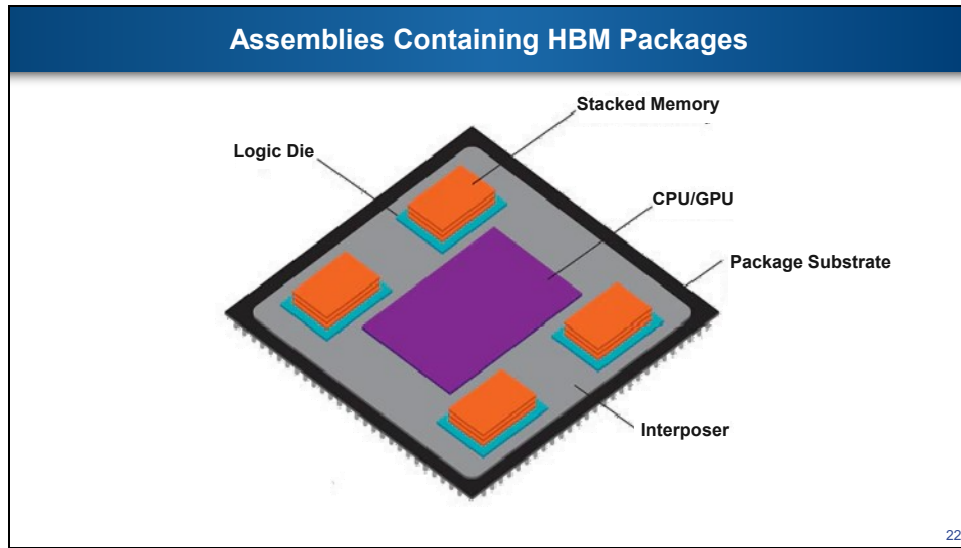 Assemblies Containing HBM Packages
Stacked Memory
Logic Die
CPU/GPU
Package Substrate
Interposer
22